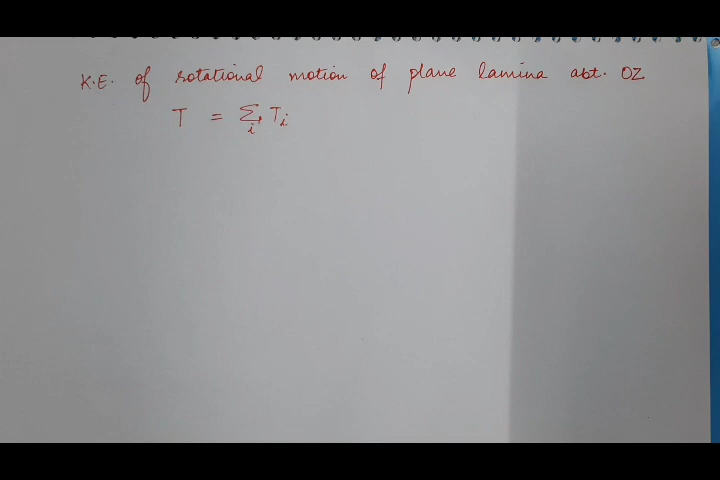 K.E. of rotational motion of plane lamina abt. OZ
T = Σ_i T_i